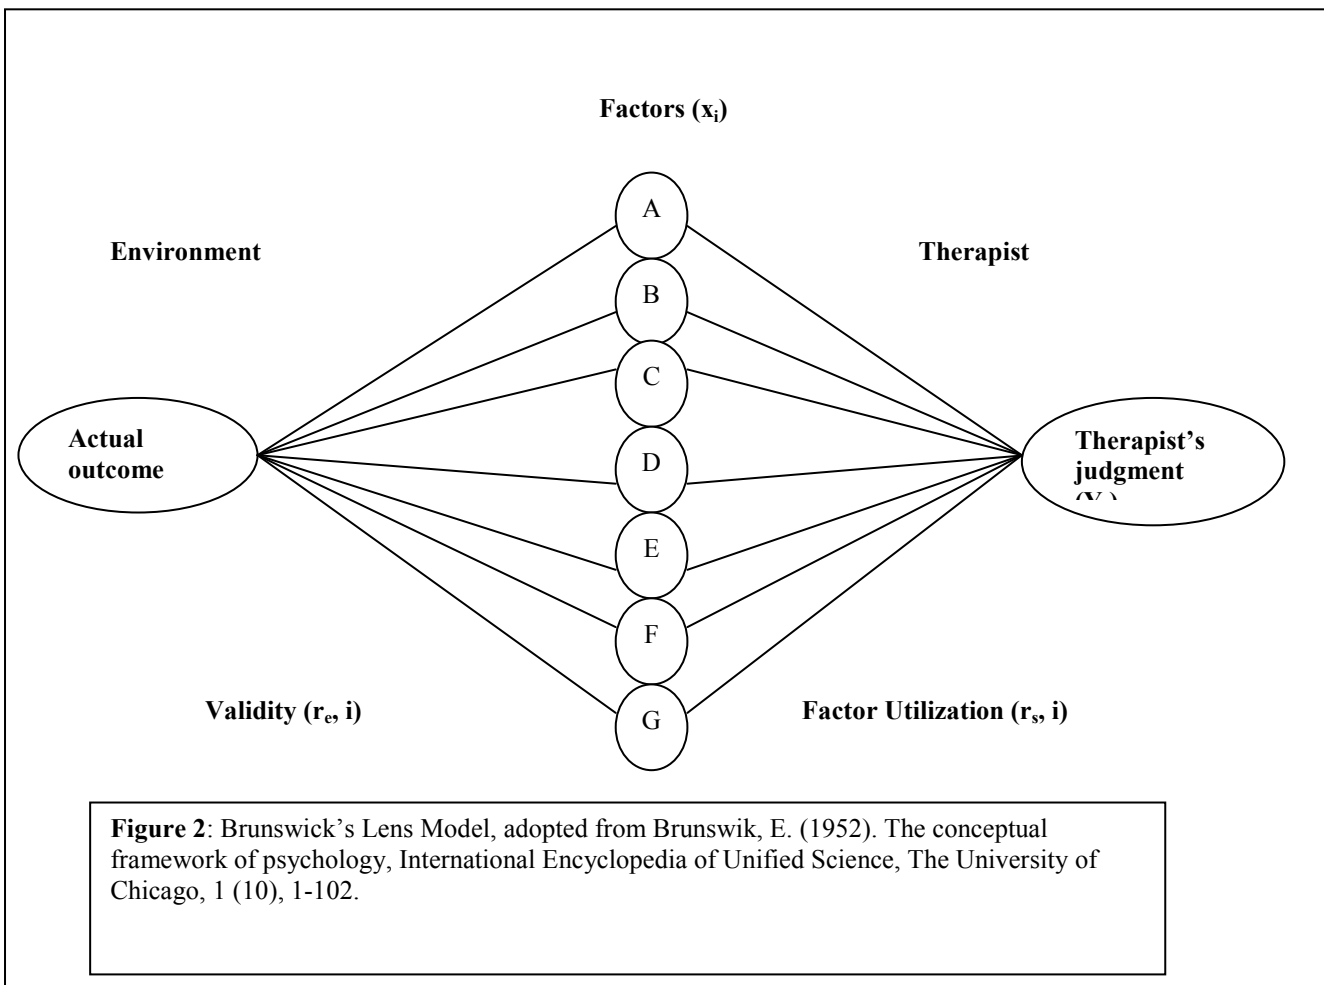 Factors (xi)
A
Environment
Therapist
B
C
Actual
outcome
D
Therapist’s
judgment
E
F
Validity (re, i)
Factor Utilization (rs, i)
G
Figure 2: Brunswick’s Lens Model, adopted from Brunswik, E. (1952). The conceptual
framework of psychology, International Encyclopedia of Unified Science, The University of
Chicago, 1 (10), 1-102.